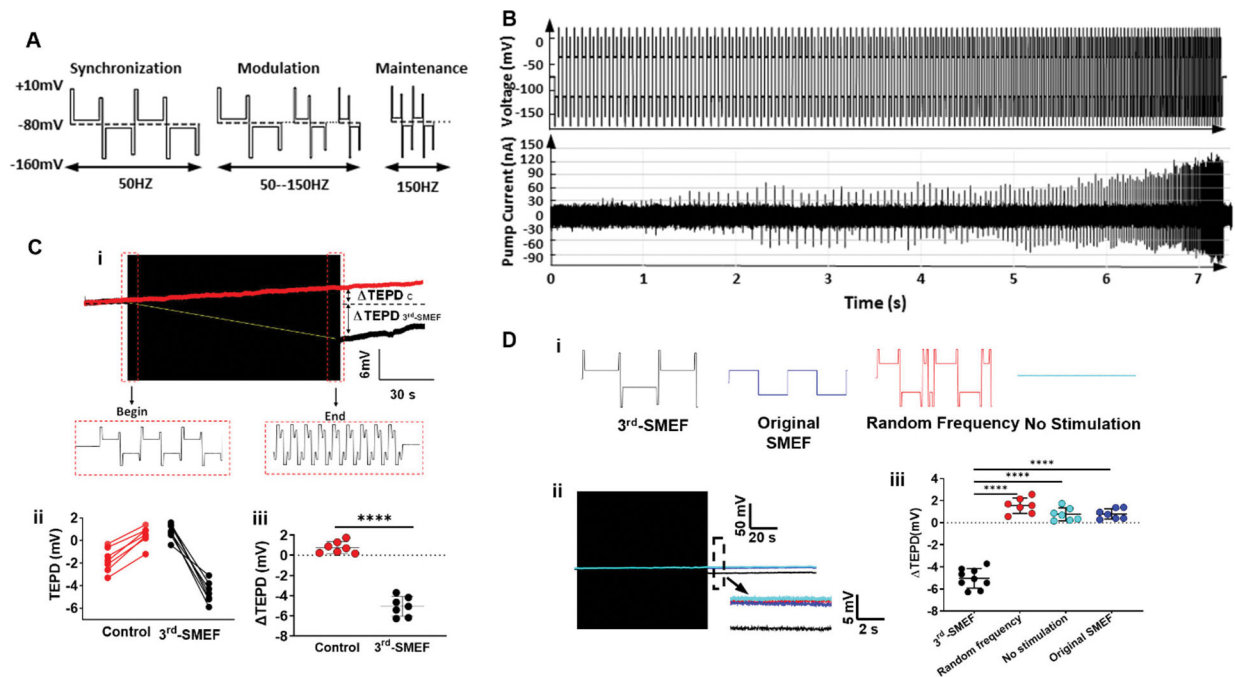 A
Synchronization Modulation Maintenance
+10mV
-80mV
-160mV
50HZ 50--150HZ 150HZ
B
Voltage (mV)
0
-50
-100
-150
Pump Current (nA)
150
120
90
60
30
0
-30
-60
-90
0 1 2 3 4 5 6 7
Time (s)
C
i
Δ TEPD C
Δ TEPD 3rd-SMEF
6mV
30 s
Begin
End
ii
TEPD (mV)
2
0
-2
-4
-6
Control 3rd-SMEF
iii
ΔTEPD (mV)
****
2
0
-2
-4
-6
-8
Control 3rd-SMEF
D
i
3rd-SMEF
Original
SMEF
Random Frequency
No Stimulation
ii
50 mV
20 s
5 mV
2 s
iii
ΔTEPD(mV)
****
****
****
4
2
0
-2
-4
-6
-8
3rd-SMEF
Random frequency
No stimulation
Original SMEF